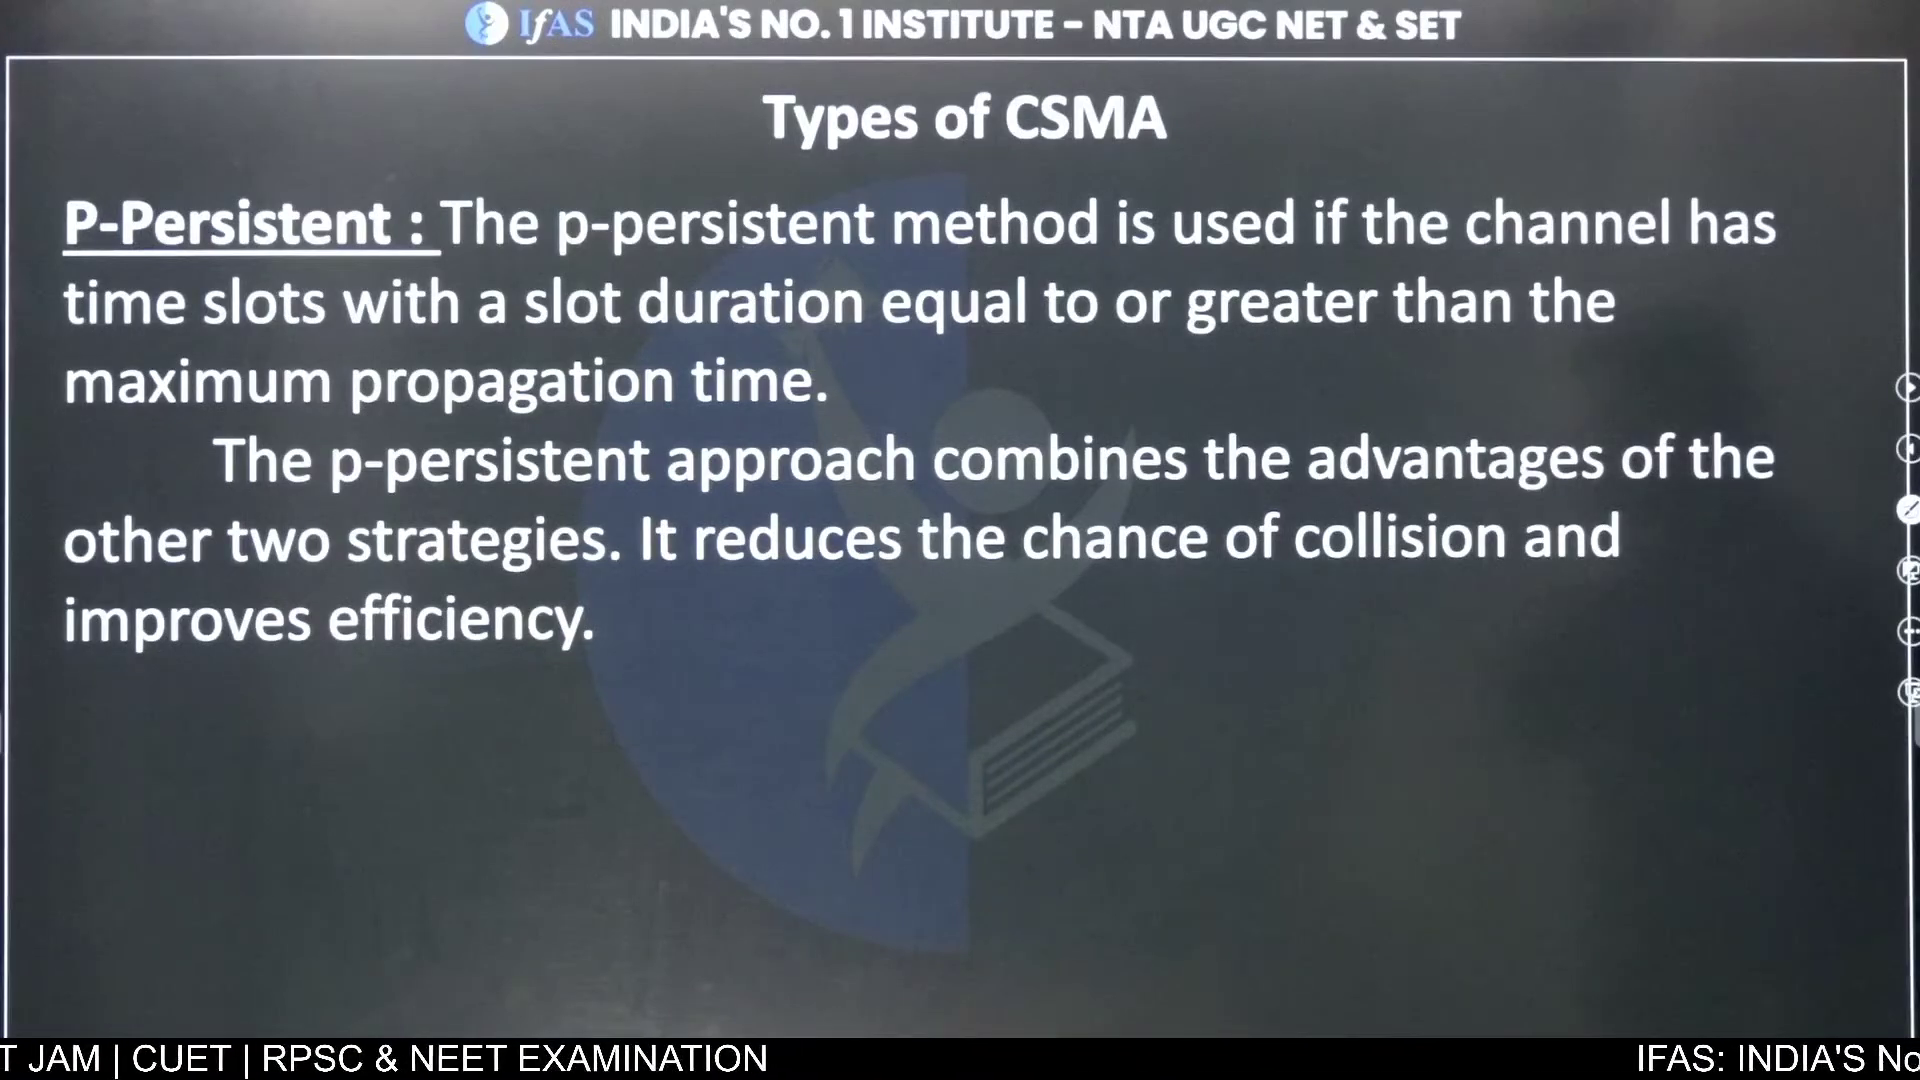 IfAS INDIA'S NO. 1 INSTITUTE – NTA UGC NET & SET
Types of CSMA
P-Persistent : The p-persistent method is used if the channel has
time slots with a slot duration equal to or greater than the
maximum propagation time.
The p-persistent approach combines the advantages of the
other two strategies. It reduces the chance of collision and
improves efficiency.
T JAM | CUET | RPSC & NEET EXAMINATION
IFAS: INDIA'S No